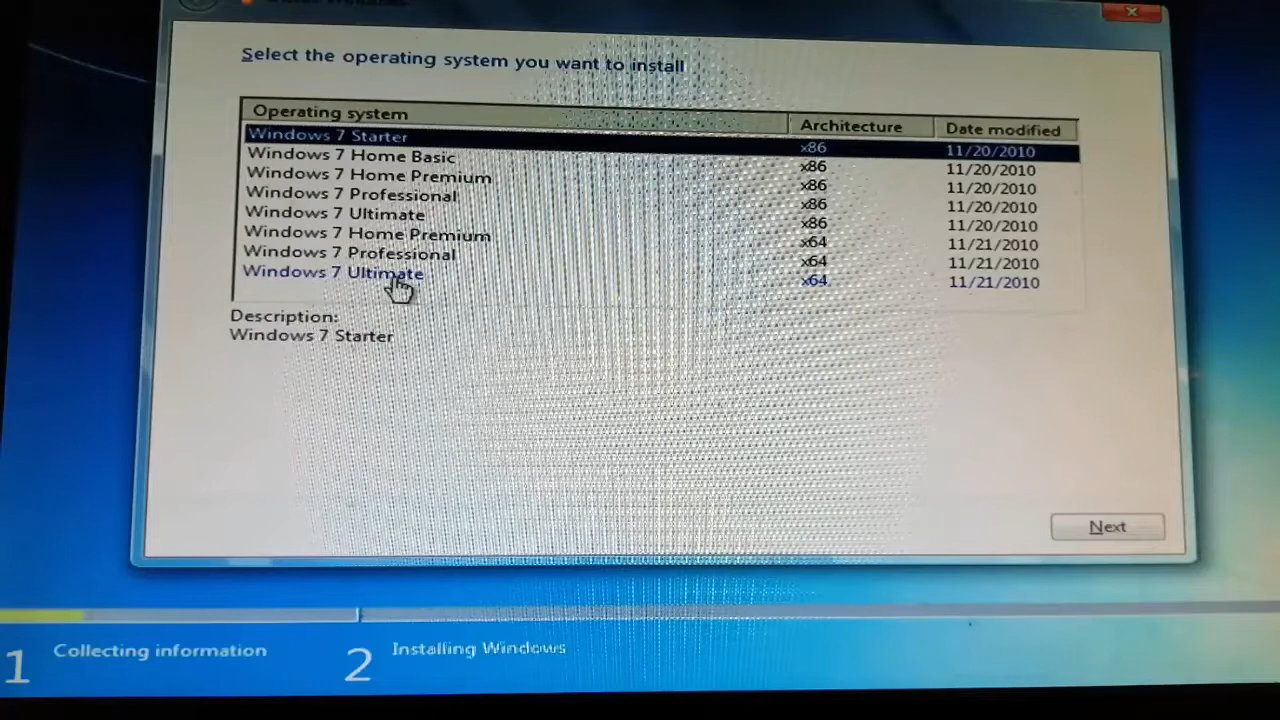 Select the operating system you want to install
Operating system Architecture Date modified
Windows 7 Starter x86 11/20/2010
Windows 7 Home Basic x86 11/20/2010
Windows 7 Home Premium x86 11/20/2010
Windows 7 Professional x86 11/20/2010
Windows 7 Ultimate x86 11/20/2010
Windows 7 Home Premium x64 11/21/2010
Windows 7 Professional x64 11/21/2010
Windows 7 Ultimate x64 11/21/2010
Description:
Windows 7 Starter
Next
1 Collecting information 2 Installing Windows